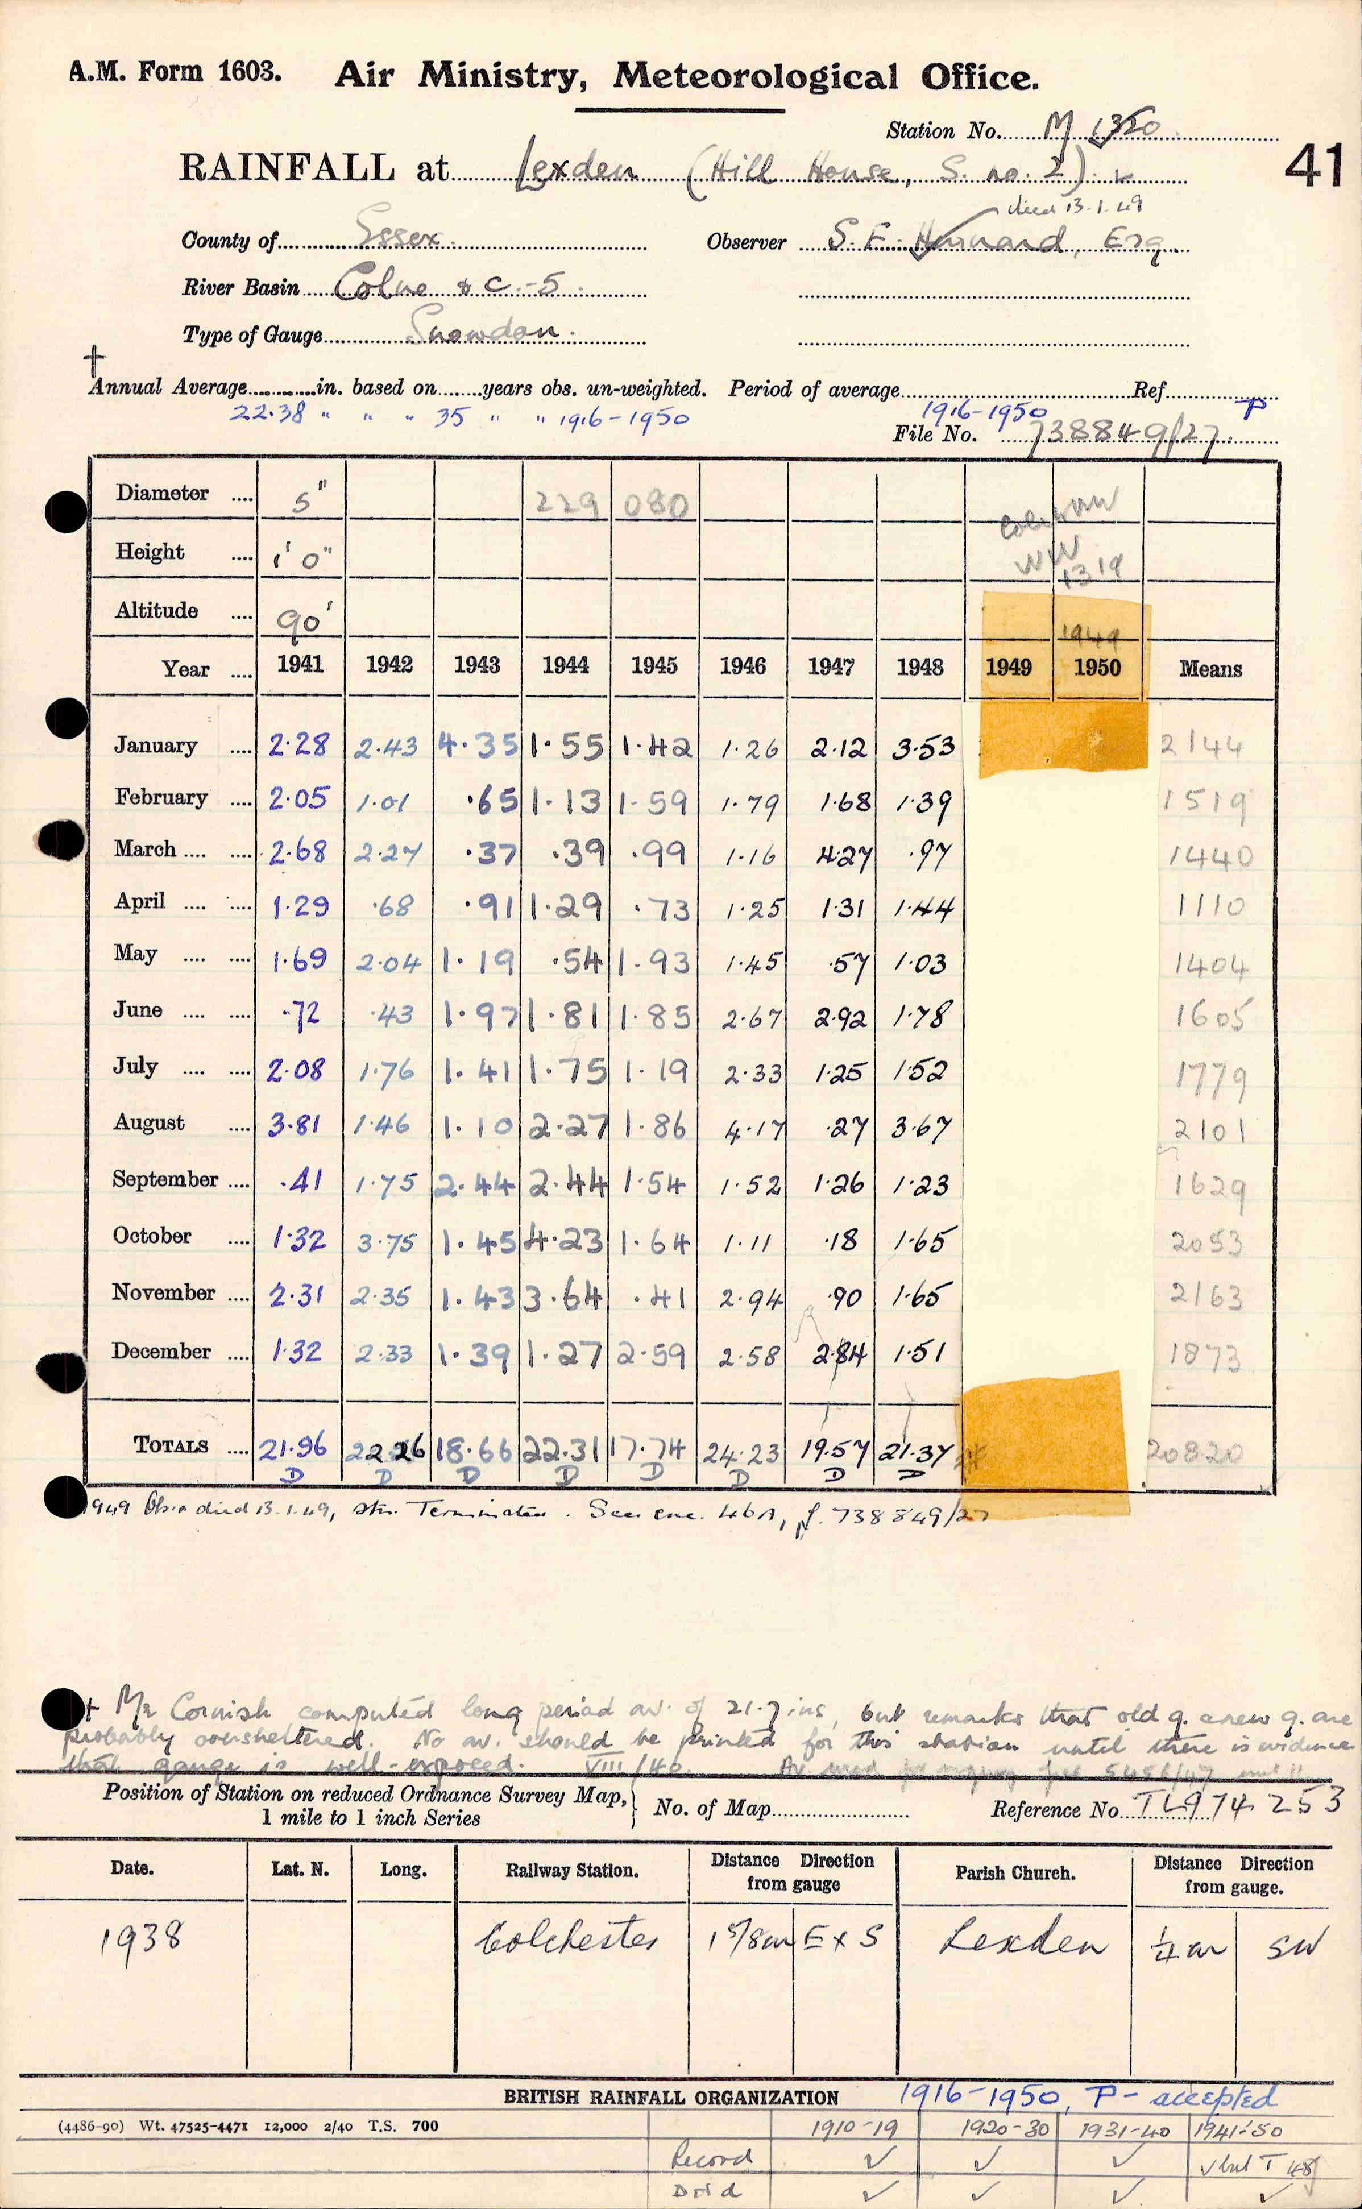 A.M. Form 1603. Air Ministry, Meteorological Office.
Station No. M 1320
41
RAINFALL at Lexden (Hill House, S. no. 2)
died 13.1.49
County of Essex. Observer S. F. Hurnard, Esq.
River Basin Colne & C.-5.
Type of Gauge Snowdon.
†
Annual Average in. based on years obs. un-weighted. Period of average Ref.
22.38 " " " 35 " " 1916-1950 1916-1950 P
File No. 738849/27
Diameter .... 5" 229 080
Height .... 1' 0" WW 1319
Altitude .... 90' 1949
Year .... 1941 1942 1943 1944 1945 1946 1947 1948 1949 1950 Means
January .... 2.28 2.43 4.35 1.55 1.42 1.26 2.12 3.53 2144
February .... 2.05 1.01 .65 1.13 1.59 1.79 1.68 1.39 1519
March .... .... 2.68 2.27 .37 .39 .99 1.16 4.27 .97 1440
April .... .... 1.29 .68 .91 1.29 .73 1.25 1.31 1.44 1110
May .... .... 1.69 2.04 1.19 .54 1.93 1.45 .57 1.03 1404
June .... .... .72 .43 1.97 1.81 1.85 2.67 2.92 1.78 1605
July .... .... 2.08 1.76 1.41 1.75 1.19 2.33 1.25 1.52 1779
August .... 3.81 1.46 1.10 2.27 1.86 4.17 .27 3.67 2101
September .... .41 1.75 2.44 2.44 1.54 1.52 1.26 1.23 1629
October .... 1.32 3.75 1.45 4.23 1.64 1.11 .18 1.65 2053
November .... 2.31 2.35 1.43 3.64 .41 2.94 .90 1.65 2163
December .... 1.32 2.33 1.39 1.27 2.59 2.58 2.84 1.51 1873
TOTALS .... 21.96 22.26 18.66 22.31 17.74 24.23 19.57 21.37 20820
D D D D D D D D
1949 Obsr died 13.1.49, stn. Terminated. See enc. 46A, f. 738849/27
† Mr Cornish computed long period av. of 21.7 ins, but remarks that old g. & new g. are
probably oversheltered. No av. should be printed for this station until there is evidence
that gauge is well-exposed. VIII/46
Position of Station on reduced Ordnance Survey Map, 1 mile to 1 inch Series } No. of Map Reference No. TL974253
Date. Lat. N. Long. Railway Station. Distance Direction from gauge Parish Church. Distance Direction from gauge.
1938 Colchester 1 5/8 m E x S Lexden 1/4 m SW
BRITISH RAINFALL ORGANIZATION 1916-1950, P - accepted
(4486-90) Wt. 47525-4471 12,000 2/40 T.S. 700 1910-19 1920-30 1931-40 1941-50
Record ✓ ✓ ✓ ✓ but T 48
Dr'd ✓ ✓ ✓ ✓